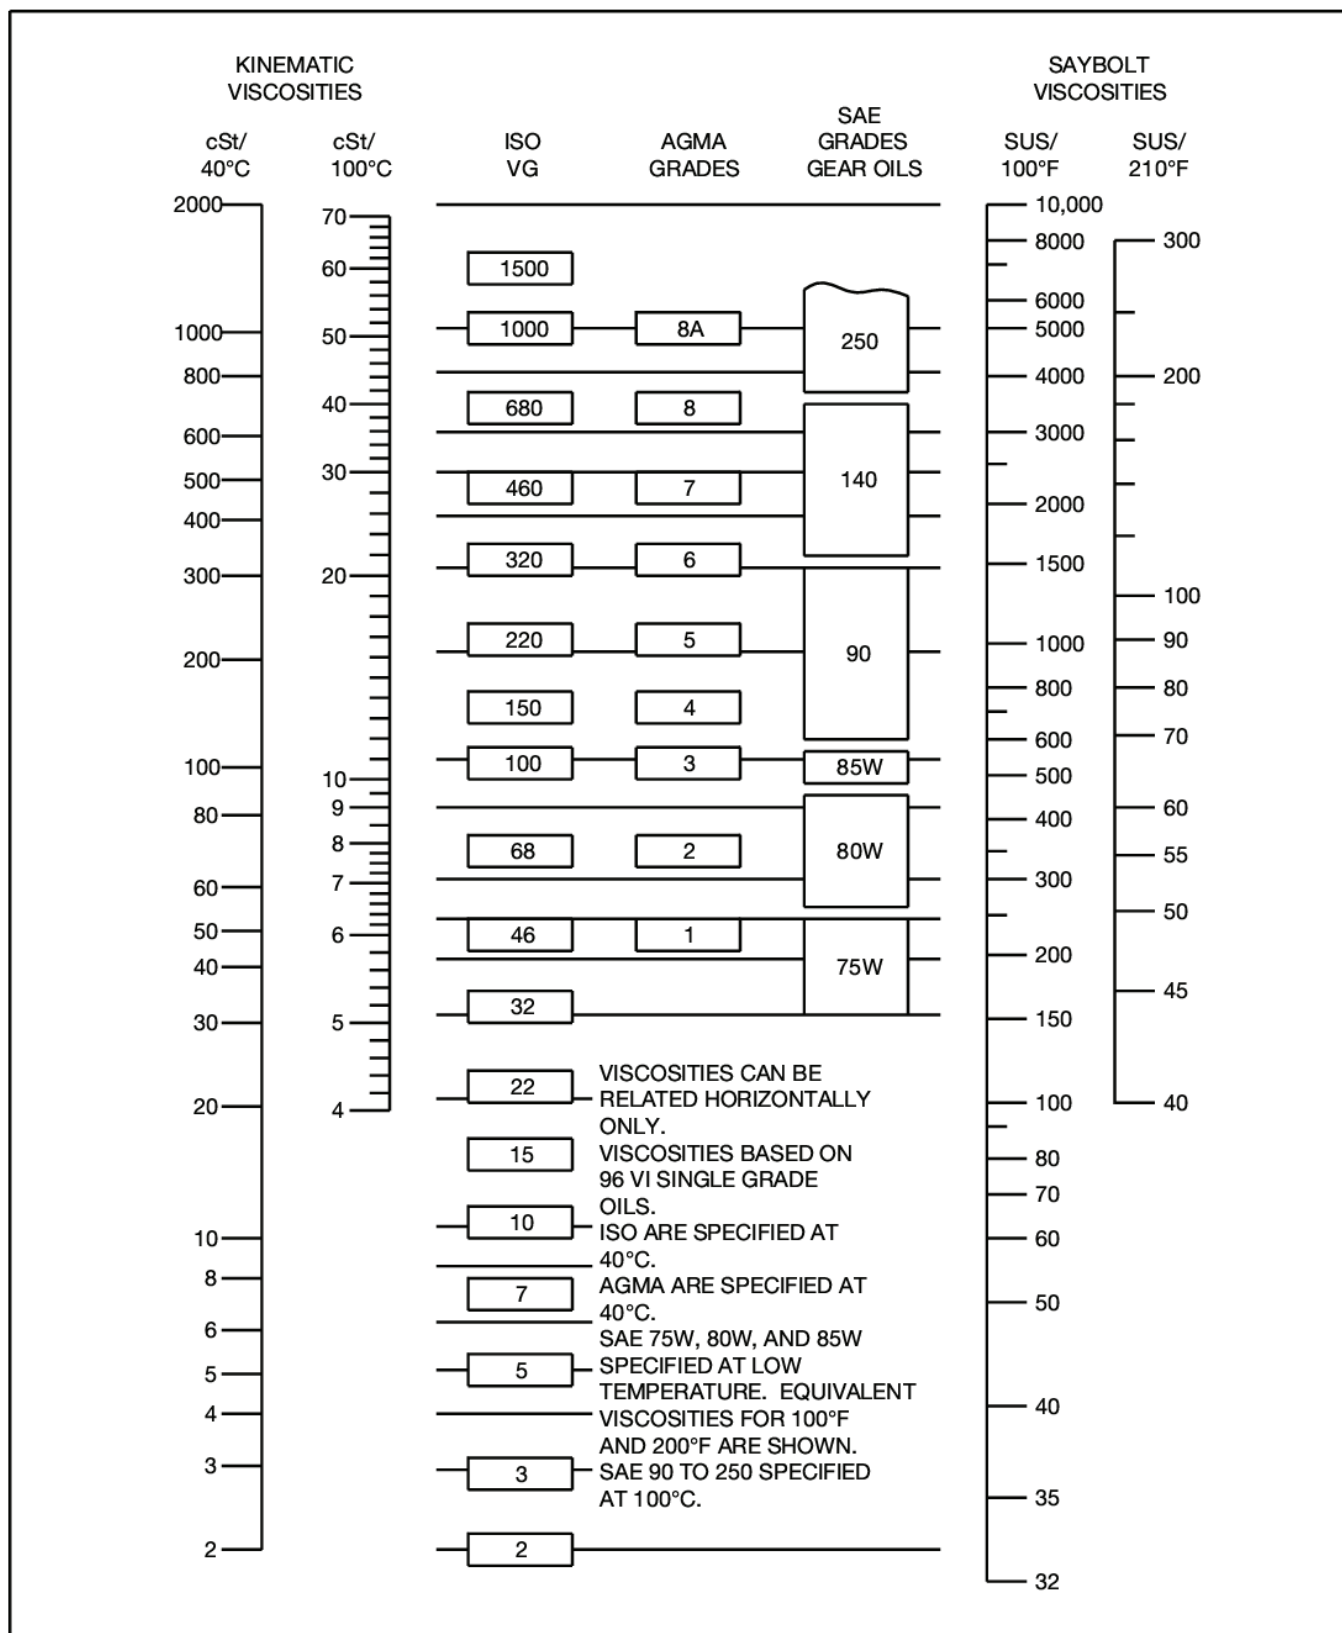 KINEMATIC
VISCOSITIES
SAYBOLT
VISCOSITIES
cSt/
40°C
cSt/
100°C
ISO
VG
AGMA
GRADES
SAE
GRADES
GEAR OILS
SUS/
100°F
SUS/
210°F
2000
1000
800
600
500
400
300
200
100
80
60
50
40
30
20
10
8
6
5
4
3
2
70
60
50
40
30
20
10
9
8
7
6
5
4
1500
1000
680
460
320
220
150
100
68
46
32
22
15
10
7
5
3
2
8A
8
7
6
5
4
3
2
1
250
140
90
85W
80W
75W
VISCOSITIES CAN BE
RELATED HORIZONTALLY
ONLY.
VISCOSITIES BASED ON
96 VI SINGLE GRADE
OILS.
ISO ARE SPECIFIED AT
40°C.
AGMA ARE SPECIFIED AT
40°C.
SAE 75W, 80W, AND 85W
SPECIFIED AT LOW
TEMPERATURE. EQUIVALENT
VISCOSITIES FOR 100°F
AND 200°F ARE SHOWN.
SAE 90 TO 250 SPECIFIED
AT 100°C.
10,000
8000
6000
5000
4000
3000
2000
1500
1000
800
600
500
400
300
200
150
100
80
70
60
50
40
35
32
300
200
100
90
80
70
60
55
50
45
40